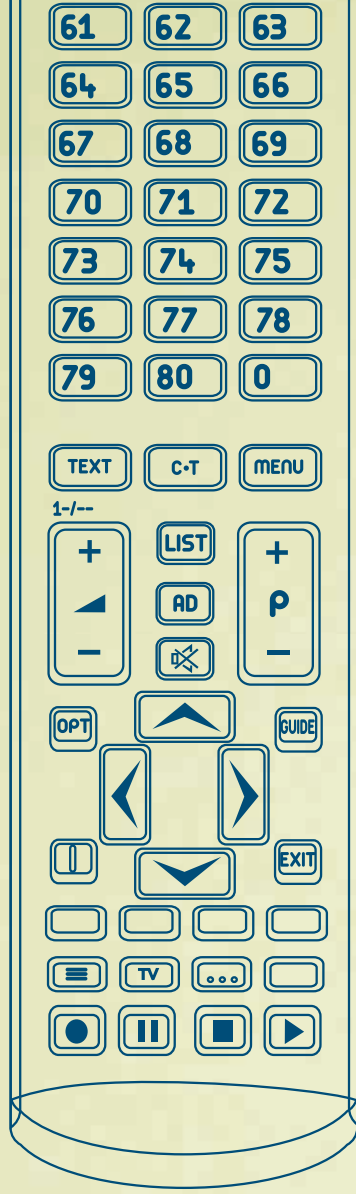 61 62 63
64 65 66
67 68 69
70 71 72
73 74 75
76 77 78
79 80 0
TEXT C•T MENU
1-/--
+ LIST +
AD P
- -
OPT GUIDE
EXIT
TV